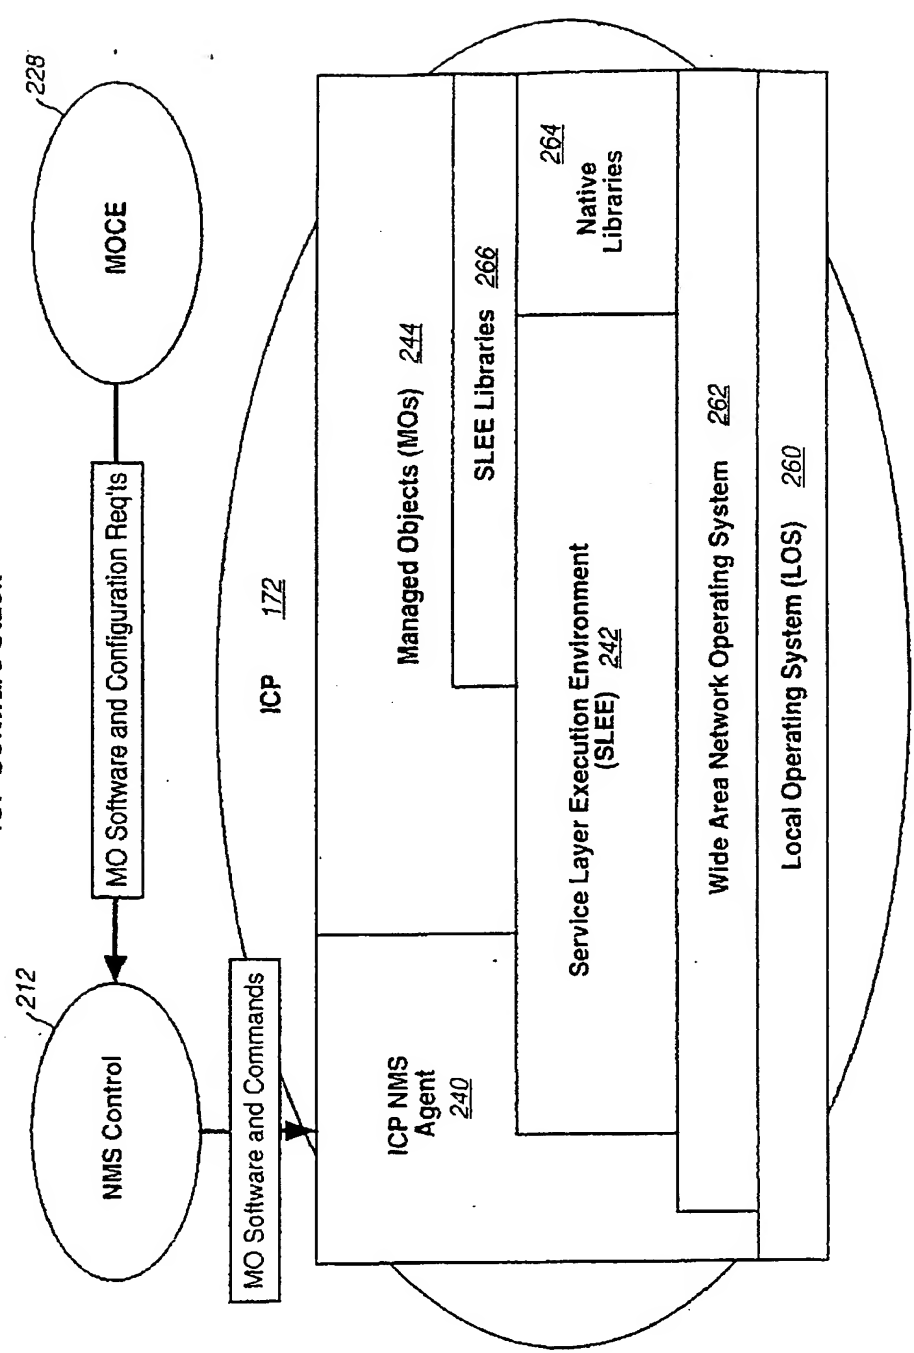 212
228
NMS Control
MO Software and Configuration Req'ts
MOCE
MO Software and Commands
ICP 172
ICP NMS
Agent
240
Managed Objects (MOs) 244
SLEE Libraries 266
Service Layer Execution Environment
(SLEE) 242
264
Native
Libraries
Wide Area Network Operating System 262
Local Operating System (LOS) 260